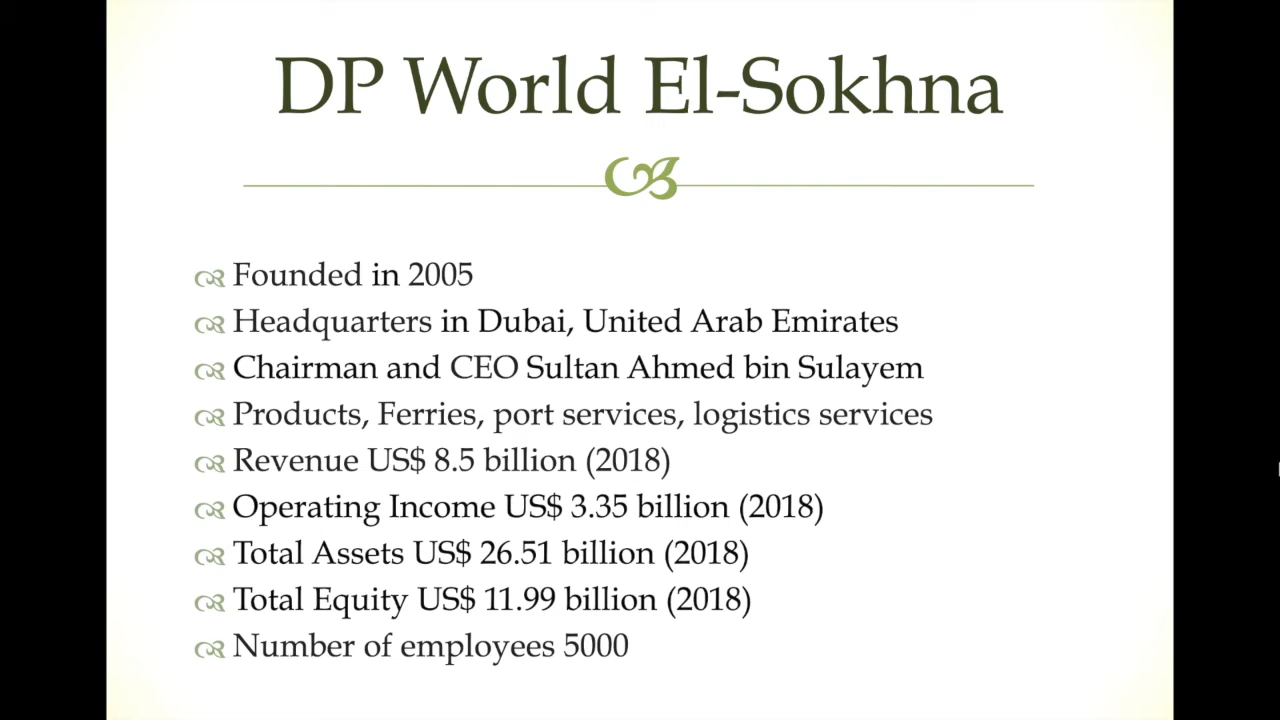 DP World El-Sokhna
Founded in 2005
Headquarters in Dubai, United Arab Emirates
Chairman and CEO Sultan Ahmed bin Sulayem
Products, Ferries, port services, logistics services
Revenue US$ 8.5 billion (2018)
Operating Income US$ 3.35 billion (2018)
Total Assets US$ 26.51 billion (2018)
Total Equity US$ 11.99 billion (2018)
Number of employees 5000